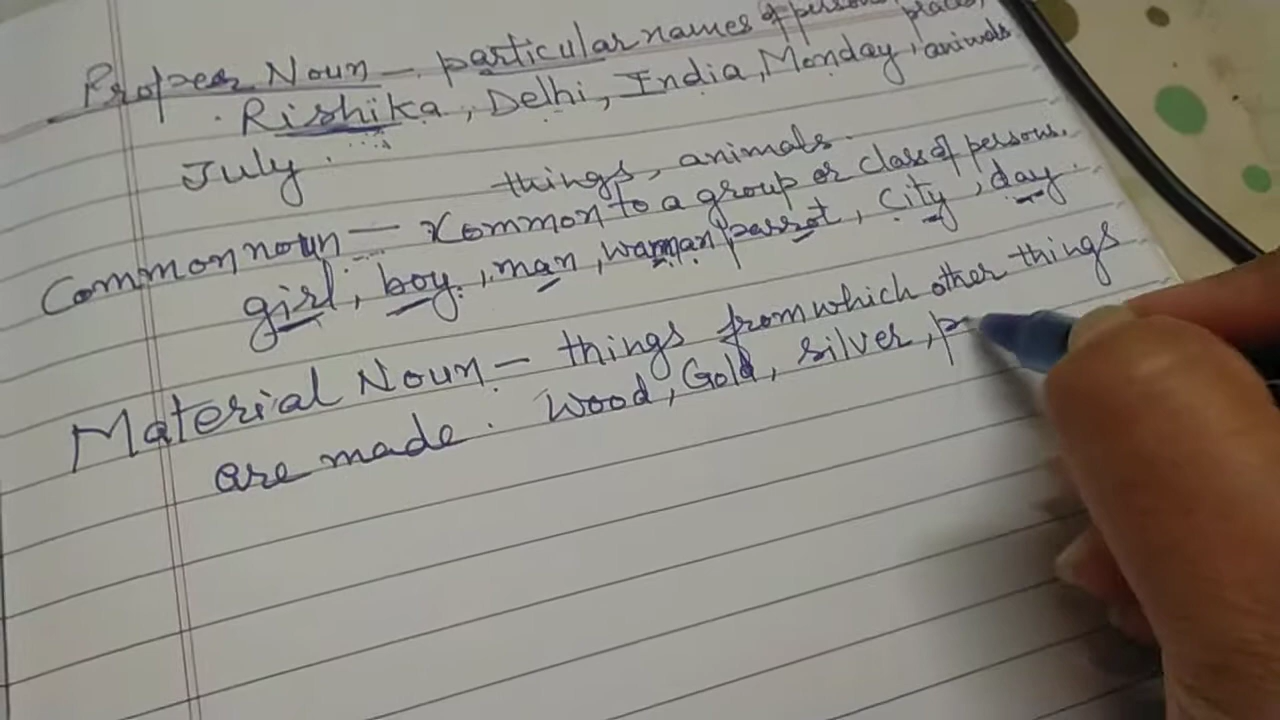 Proper Noun - particular names of persons, places,
animals
Rishika, Delhi, India, Monday,
July.
things, animals.
Common noun - Common to a group or class of persons.
girl, boy, man, woman, parrot, city, day.
Material Noun - things from which other things
are made. Wood, Gold, silver, p